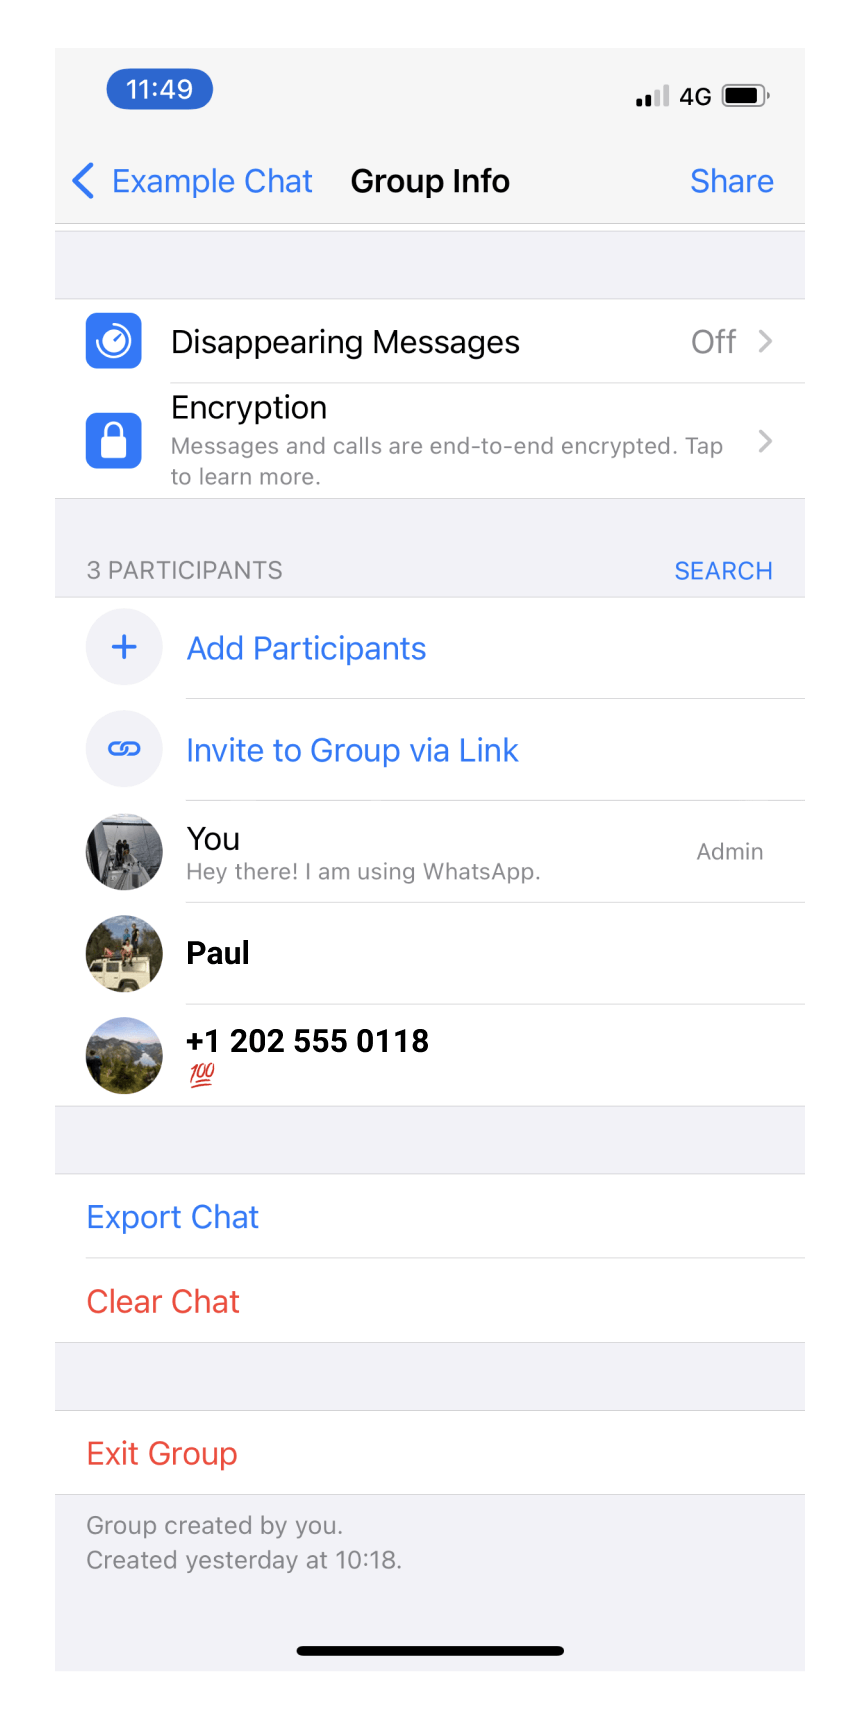 11:49 4G
Example Chat Group Info Share
Disappearing Messages Off
Encryption
Messages and calls are end-to-end encrypted. Tap
to learn more.
3 PARTICIPANTS SEARCH
Add Participants
Invite to Group via Link
You
Hey there! I am using WhatsApp. Admin
Paul
+1 202 555 0118
💯
Export Chat
Clear Chat
Exit Group
Group created by you.
Created yesterday at 10:18.